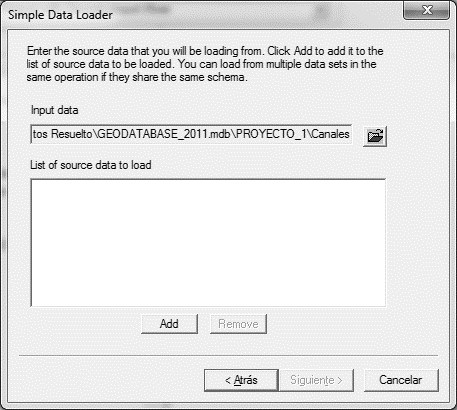 Simple Data Loader
Enter the source data that you will be loading from. Click Add to add it to the
list of source data to be loaded. You can load from multiple data sets in the
same operation if they share the same schema.
Input data
tos Resuelto\GEODATABASE_2011.mdb\PROYECTO_1\Canales
List of source data to load
Add
Remove
< Atrás
Siguiente >
Cancelar